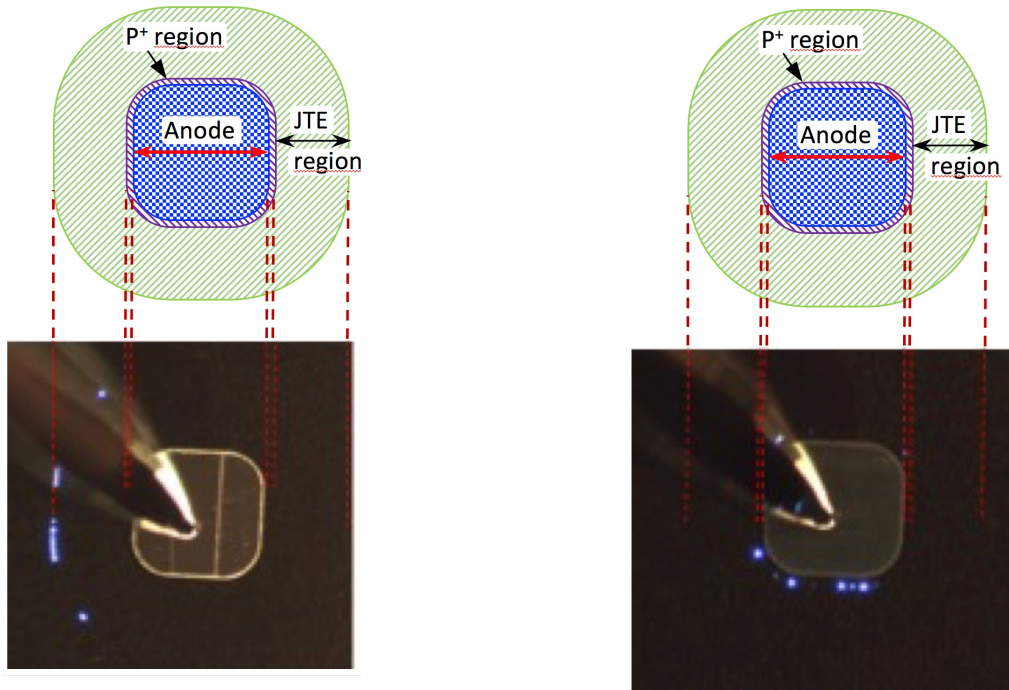 P⁺ region
Anode
JTE
region
P⁺ region
Anode
JTE
region